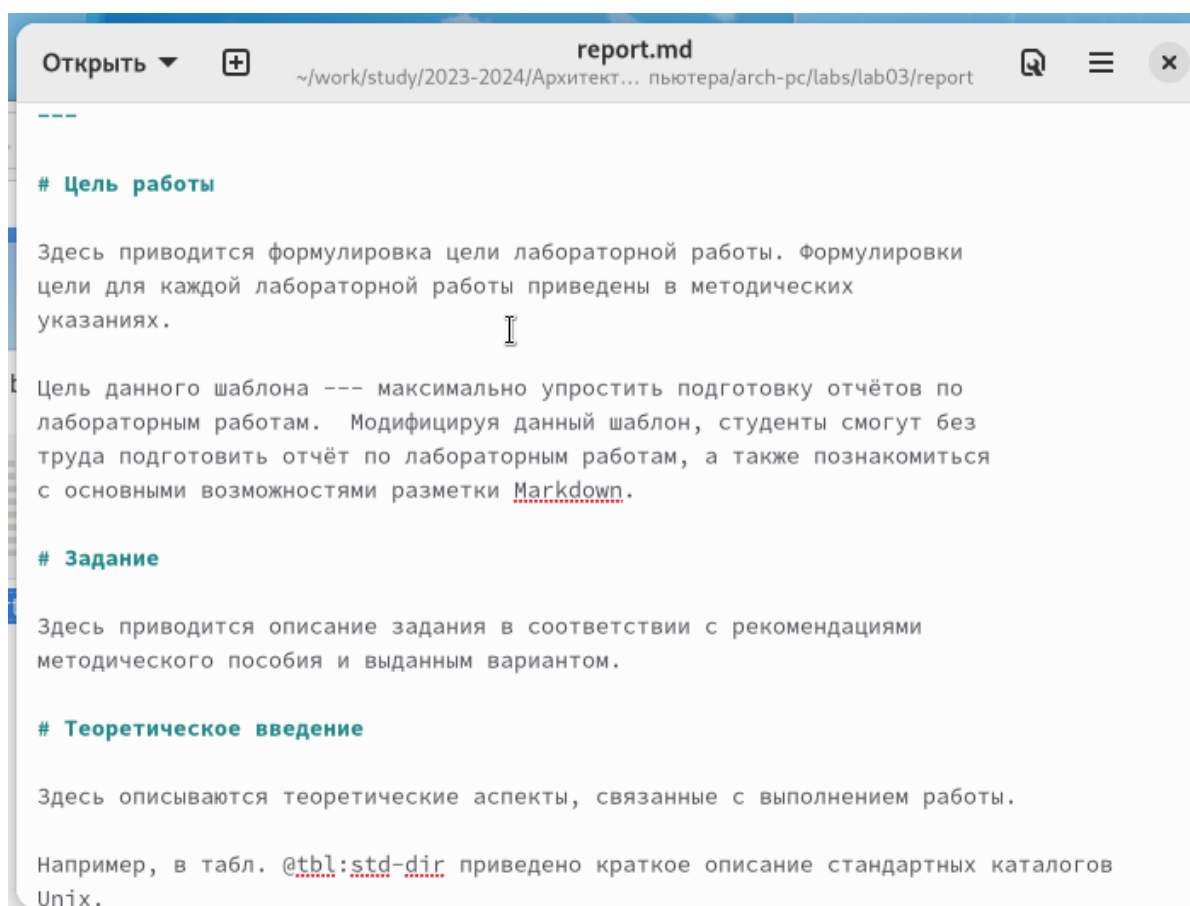 Открыть
report.md
~/work/study/2023-2024/Архитект… пьютера/arch-pc/labs/lab03/report
---
# Цель работы
Здесь приводится формулировка цели лабораторной работы. Формулировки
цели для каждой лабораторной работы приведены в методических
указаниях.
Цель данного шаблона --- максимально упростить подготовку отчётов по
лабораторным работам.  Модифицируя данный шаблон, студенты смогут без
труда подготовить отчёт по лабораторным работам, а также познакомиться
с основными возможностями разметки Markdown.
# Задание
Здесь приводится описание задания в соответствии с рекомендациями
методического пособия и выданным вариантом.
# Теоретическое введение
Здесь описываются теоретические аспекты, связанные с выполнением работы.
Например, в табл. @tbl:std-dir приведено краткое описание стандартных каталогов
Unix.